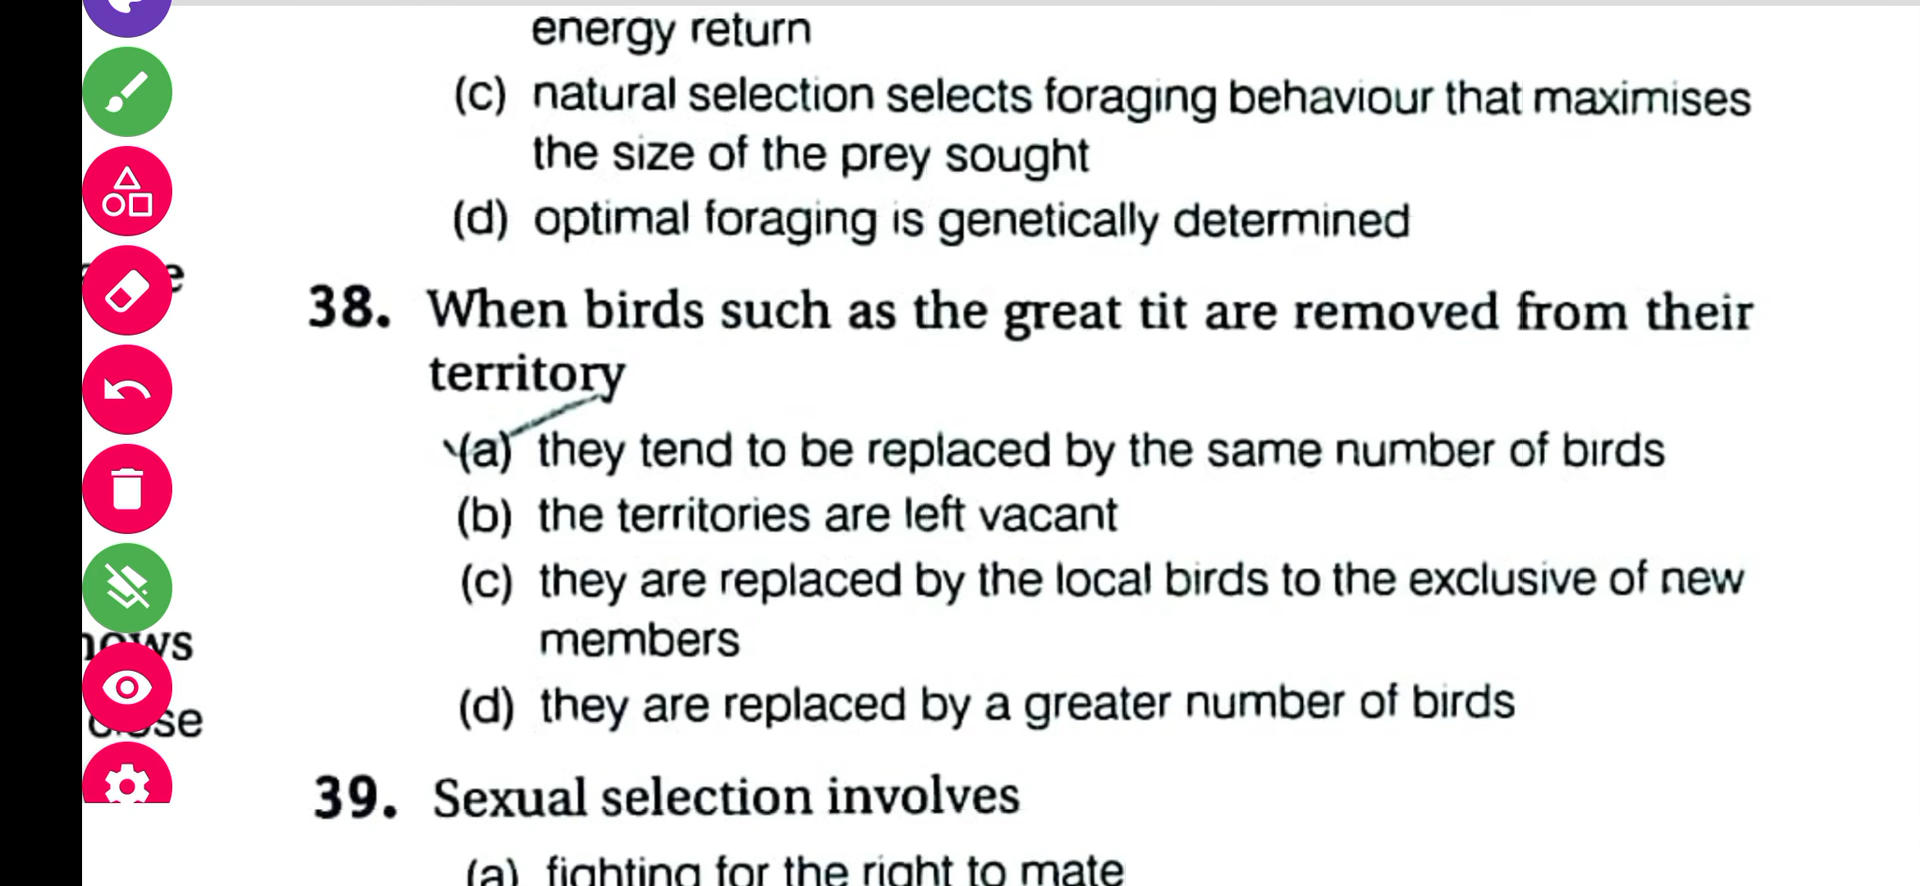 energy return
(c) natural selection selects foraging behaviour that maximises
the size of the prey sought
(d) optimal foraging is genetically determined
38. When birds such as the great tit are removed from their
territory
(a) they tend to be replaced by the same number of birds
(b) the territories are left vacant
(c) they are replaced by the local birds to the exclusive of new
members
(d) they are replaced by a greater number of birds
39. Sexual selection involves
(a) fighting for the right to mate